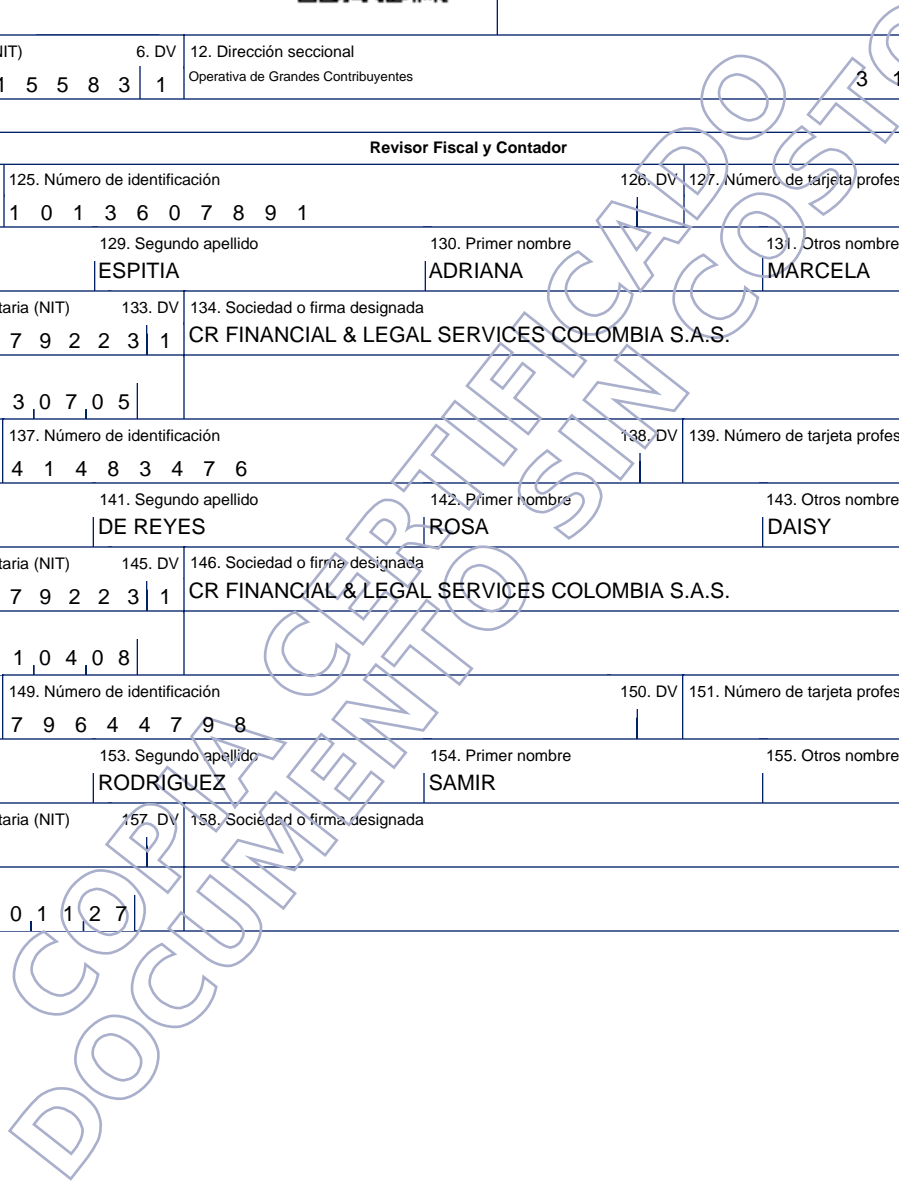 IT) 6. DV 12. Dirección seccional
1 5 5 8 3 1 Operativa de Grandes Contribuyentes 3 1
Revisor Fiscal y Contador
125. Número de identificación 126. DV 127. Número de tarjeta profes
1 0 1 3 6 0 7 8 9 1
129. Segundo apellido 130. Primer nombre 131. Otros nombre
ESPITIA ADRIANA MARCELA
taria (NIT) 133. DV 134. Sociedad o firma designada
7 9 2 2 3 1 CR FINANCIAL & LEGAL SERVICES COLOMBIA S.A.S.
3 0 7 0 5
137. Número de identificación 138. DV 139. Número de tarjeta profes
4 1 4 8 3 4 7 6
141. Segundo apellido 142. Primer nombre 143. Otros nombre
DE REYES ROSA DAISY
taria (NIT) 145. DV 146. Sociedad o firma designada
7 9 2 2 3 1 CR FINANCIAL & LEGAL SERVICES COLOMBIA S.A.S.
1 0 4 0 8
149. Número de identificación 150. DV 151. Número de tarjeta profes
7 9 6 4 4 7 9 8
153. Segundo apellido 154. Primer nombre 155. Otros nombre
RODRIGUEZ SAMIR
taria (NIT) 157. DV 158. Sociedad o firma designada
0 1 1 2 7
COPIA CERTIFICADO
DOCUMENTO SIN COSTO